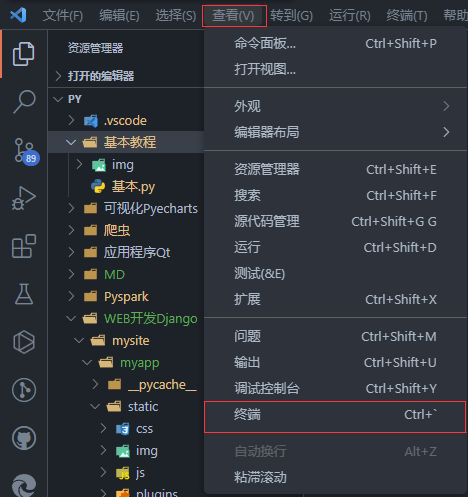 文件(F) 编辑(E) 选择(S) 查看(V) 转到(G) 运行(R) 终端(T) 帮助(H)
资源管理器
打开的编辑器
PY
.vscode
基本教程
img
基本.py
可视化Pyecharts
爬虫
应用程序Qt
MD
Pyspark
WEB开发Django
mysite
myapp
__pycache__
static
css
img
js
plugins
89
命令面板... Ctrl+Shift+P
打开视图...
外观
编辑器布局
资源管理器 Ctrl+Shift+E
搜索 Ctrl+Shift+F
源代码管理 Ctrl+Shift+G G
运行 Ctrl+Shift+D
测试(&E)
扩展 Ctrl+Shift+X
问题 Ctrl+Shift+M
输出 Ctrl+Shift+U
调试控制台 Ctrl+Shift+Y
终端 Ctrl+`
自动换行 Alt+Z
粘滞滚动